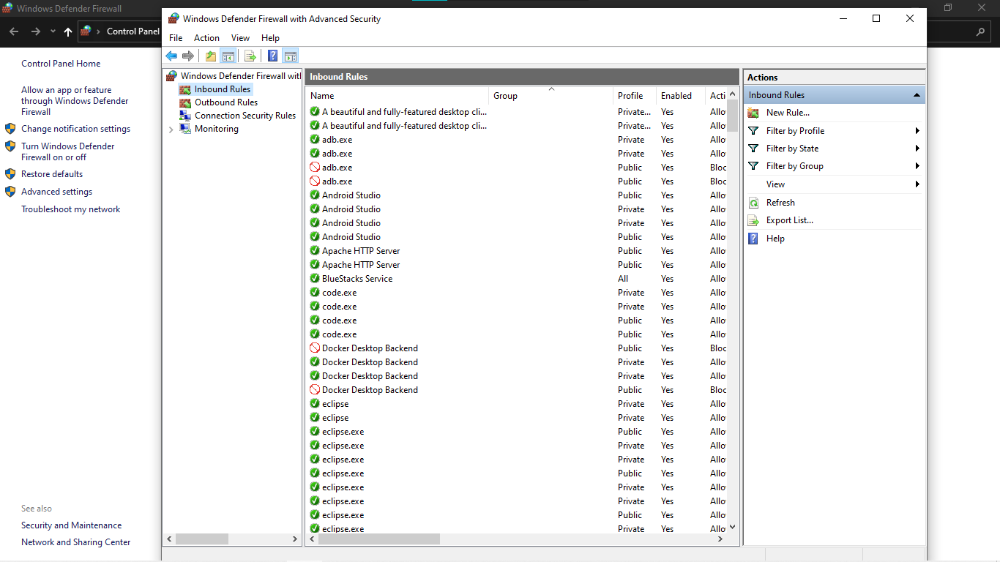 Windows Defender Firewall
Control Panel
Control Panel Home
Allow an app or feature
through Windows Defender
Firewall
Change notification settings
Turn Windows Defender
Firewall on or off
Restore defaults
Advanced settings
Troubleshoot my network
See also
Security and Maintenance
Network and Sharing Center
Windows Defender Firewall with Advanced Security
File Action View Help
Windows Defender Firewall wit
Inbound Rules
Outbound Rules
Connection Security Rules
Monitoring
Inbound Rules
Name Group Profile Enabled Acti
A beautiful and fully-featured desktop cli... Private... Yes Allo
A beautiful and fully-featured desktop cli... Private... Yes Allo
adb.exe Private Yes Allo
adb.exe Private Yes Allo
adb.exe Public Yes Bloc
adb.exe Public Yes Bloc
Android Studio Public Yes Allo
Android Studio Private Yes Allo
Android Studio Private Yes Allo
Android Studio Public Yes Allo
Apache HTTP Server Public Yes Allo
Apache HTTP Server Public Yes Allo
BlueStacks Service All Yes Allo
code.exe Private Yes Allo
code.exe Private Yes Allo
code.exe Public Yes Allo
code.exe Public Yes Allo
Docker Desktop Backend Public Yes Bloc
Docker Desktop Backend Private Yes Allo
Docker Desktop Backend Private Yes Allo
Docker Desktop Backend Public Yes Bloc
eclipse Private Yes Allo
eclipse Private Yes Allo
eclipse.exe Public Yes Allo
eclipse.exe Private Yes Allo
eclipse.exe Private Yes Allo
eclipse.exe Public Yes Allo
eclipse.exe Private Yes Allo
eclipse.exe Private Yes Allo
eclipse.exe Public Yes Allo
eclipse.exe Private Yes Allo
Actions
Inbound Rules
New Rule...
Filter by Profile
Filter by State
Filter by Group
View
Refresh
Export List...
Help